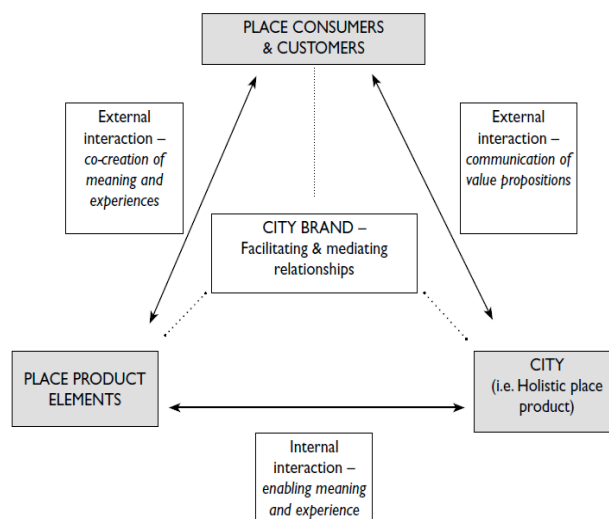 PLACE CONSUMERS
& CUSTOMERS
External
interaction –
co-creation of
meaning and
experiences
External
interaction –
communication of
value propositions
CITY BRAND –
Facilitating & mediating
relationships
PLACE PRODUCT
ELEMENTS
CITY
(i.e. Holistic place
product)
Internal
interaction –
enabling meaning
and experience